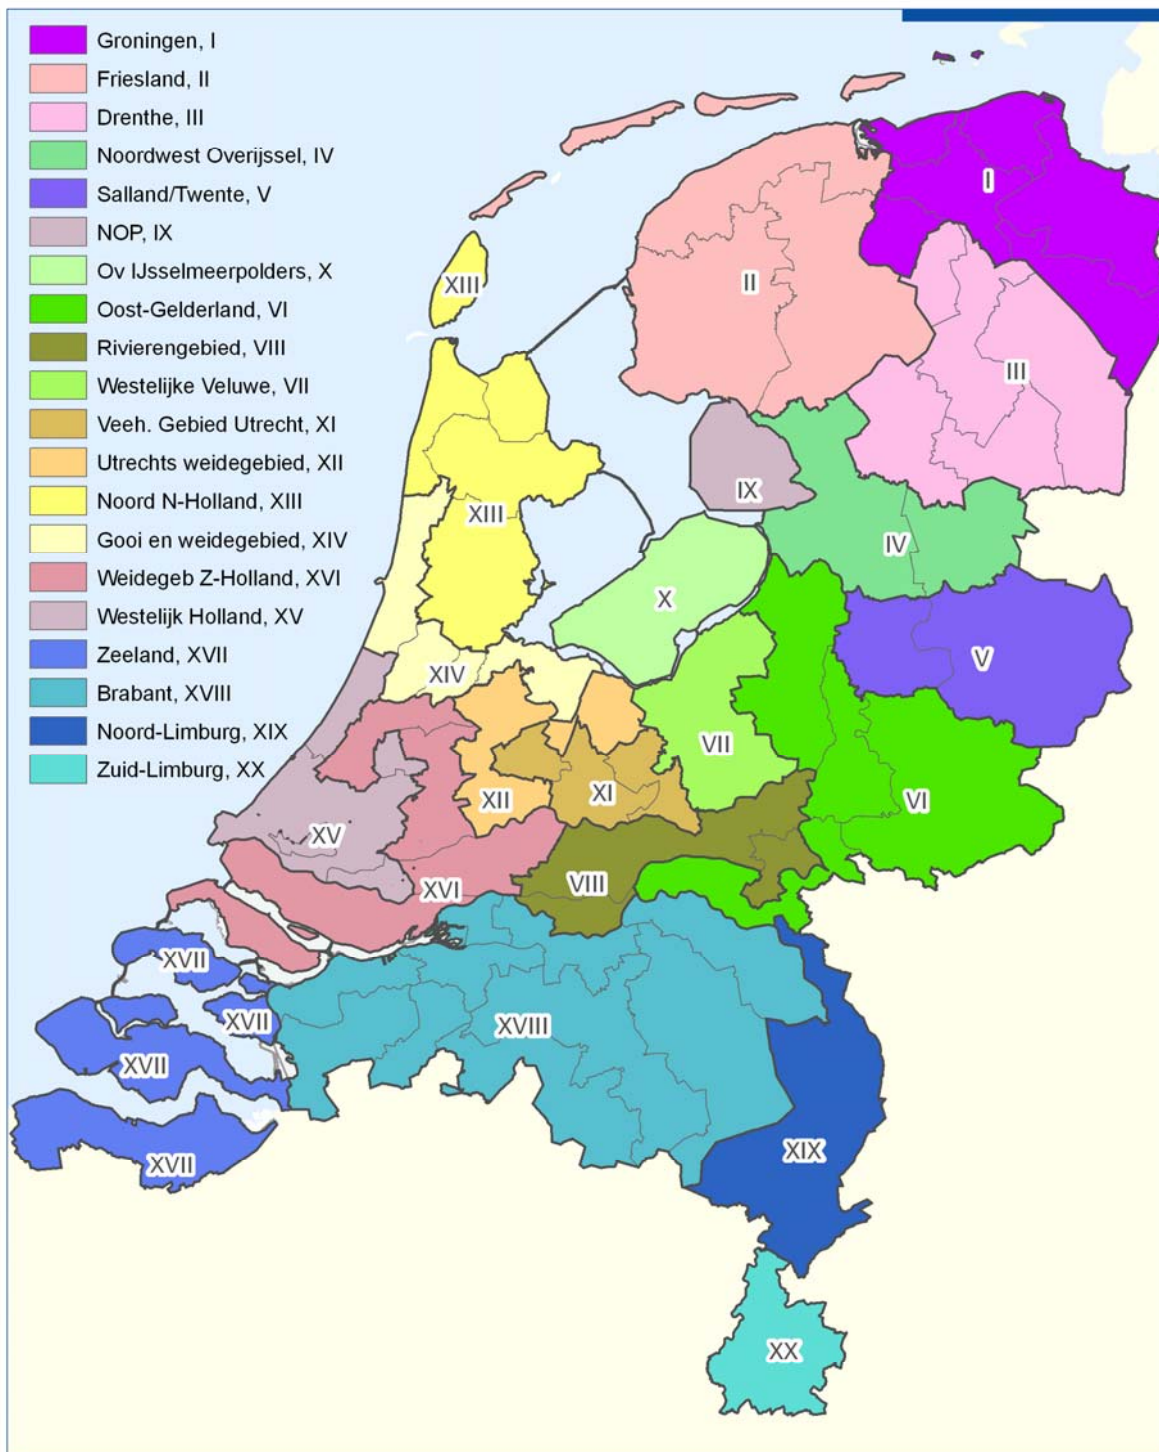 Groningen, I
Friesland, II
Drenthe, III
Noordwest Overijssel, IV
Salland/Twente, V
NOP, IX
Ov IJsselmeerpolders, X
Oost-Gelderland, VI
Rivierengebied, VIII
Westelijke Veluwe, VII
Veeh. Gebied Utrecht, XI
Utrechts weidegebied, XII
Noord N-Holland, XIII
Gooi en weidegebied, XIV
Weidegeb Z-Holland, XVI
Westelijk Holland, XV
Zeeland, XVII
Brabant, XVIII
Noord-Limburg, XIX
Zuid-Limburg, XX
I
XIII
II
III
IX
XIII
IV
X
V
XIV
VII
XII
XI
VI
XV
XVI
VIII
XVII
XVII
XVIII
XVII
XVII
XIX
XX